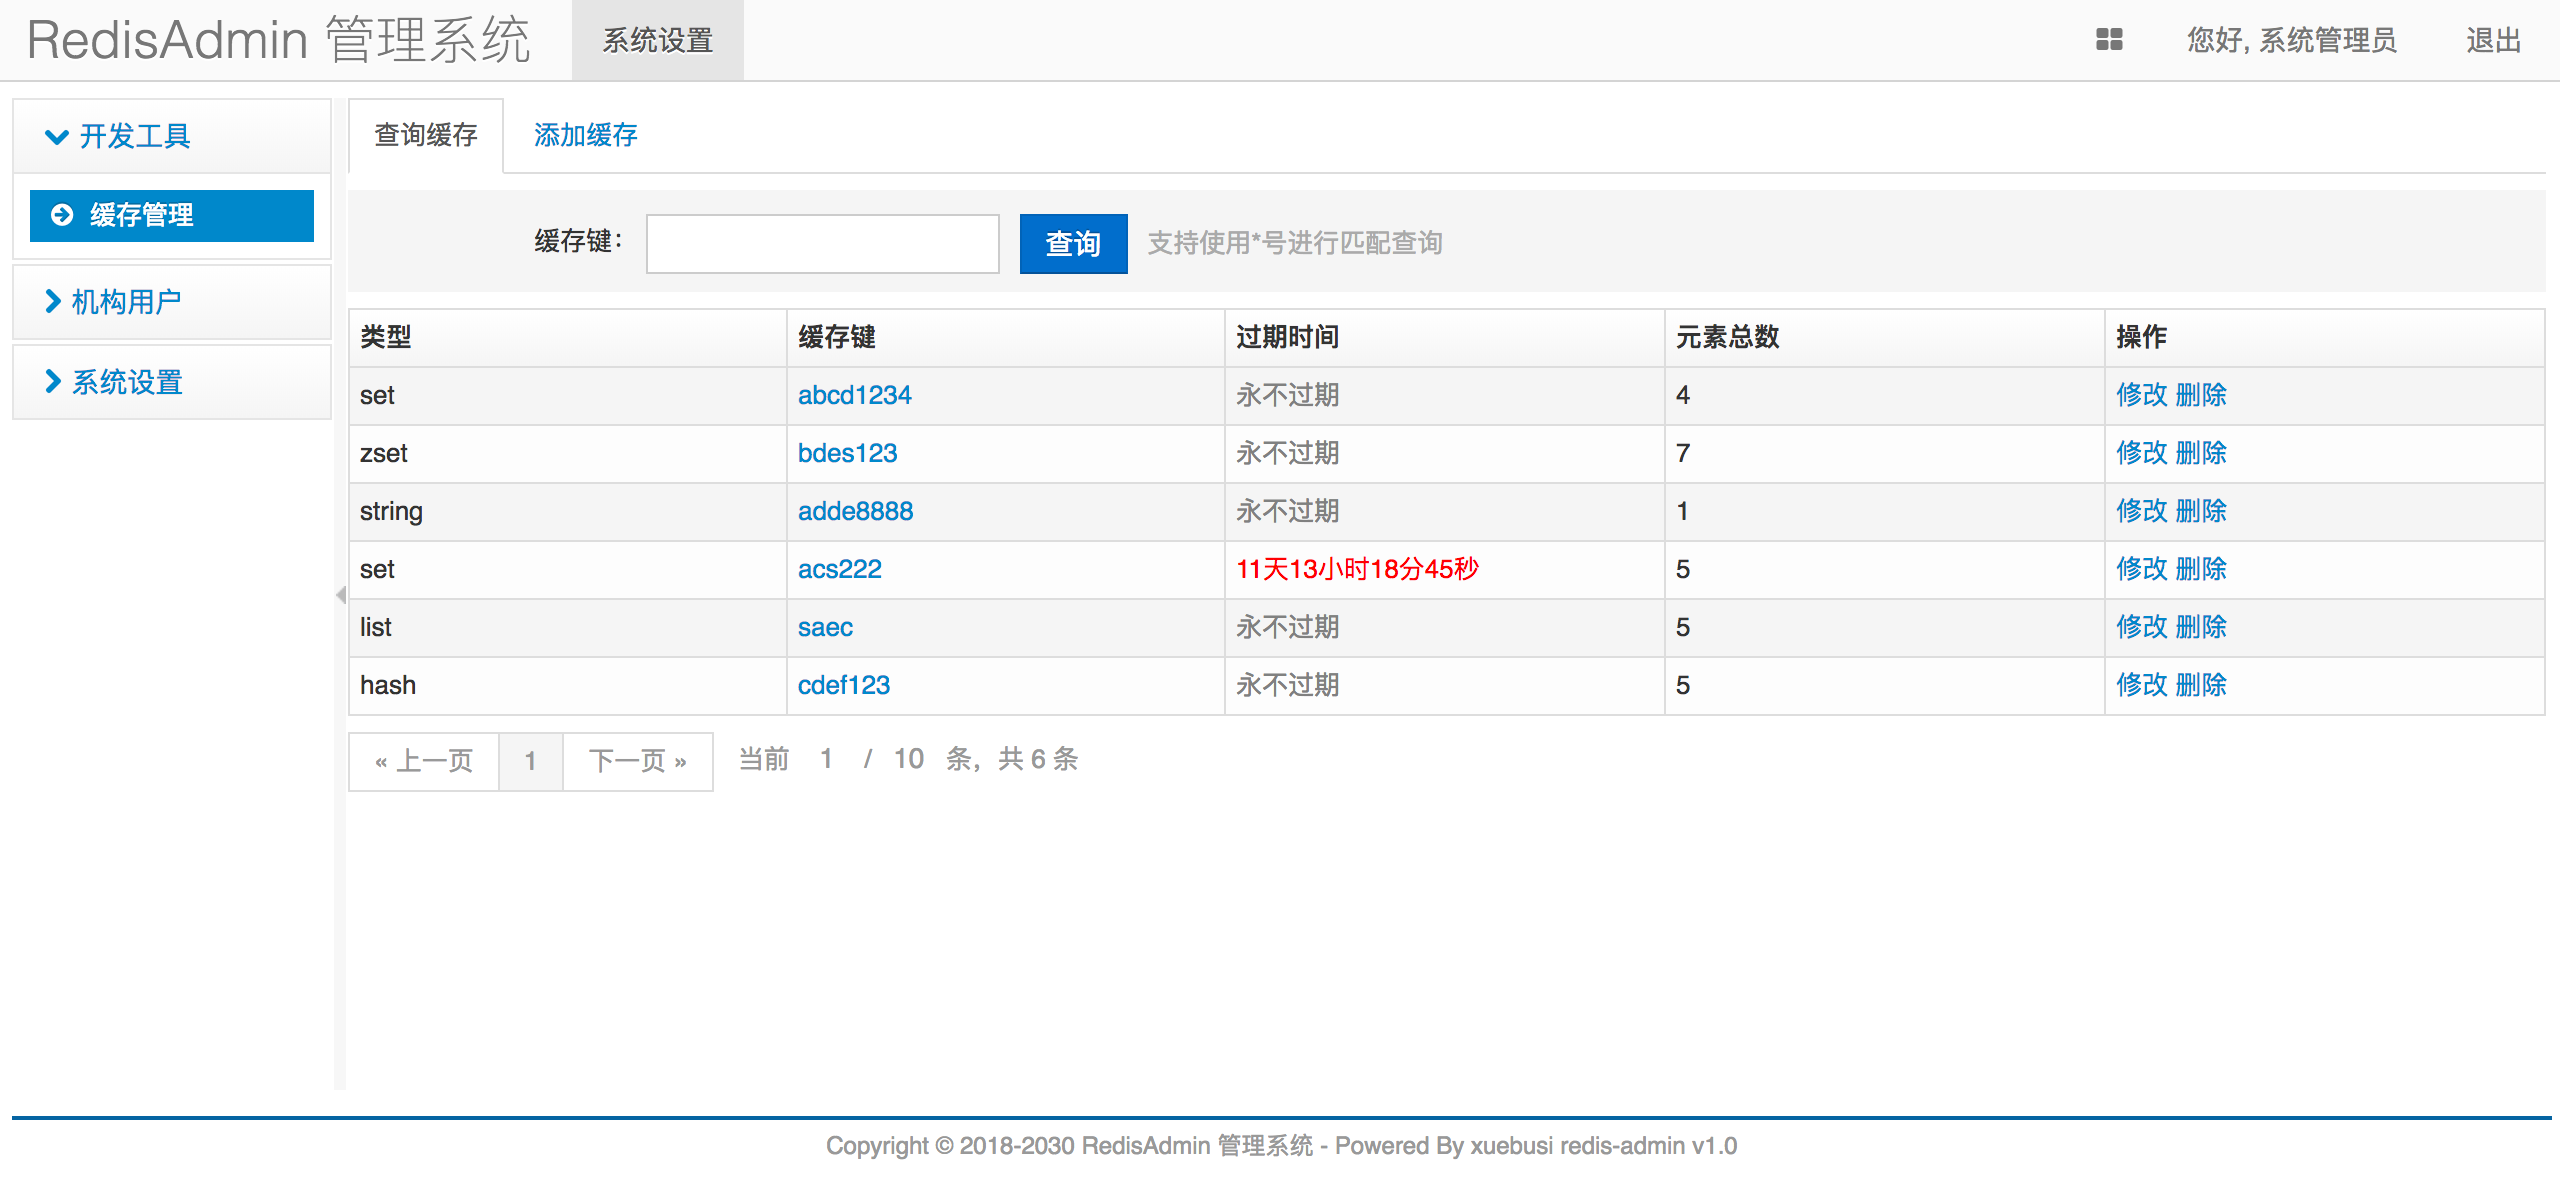 RedisAdmin 管理系统 系统设置 您好, 系统管理员 退出
开发工具
缓存管理
机构用户
系统设置
查询缓存 添加缓存
缓存键： 查询 支持使用*号进行匹配查询
类型 缓存键 过期时间 元素总数 操作
set abcd1234 永不过期 4 修改 删除
zset bdes123 永不过期 7 修改 删除
string adde8888 永不过期 1 修改 删除
set acs222 11天13小时18分45秒 5 修改 删除
list saec 永不过期 5 修改 删除
hash cdef123 永不过期 5 修改 删除
« 上一页 1 下一页 » 当前 1 / 10 条，共 6 条
Copyright © 2018-2030 RedisAdmin 管理系统 - Powered By xuebusi redis-admin v1.0